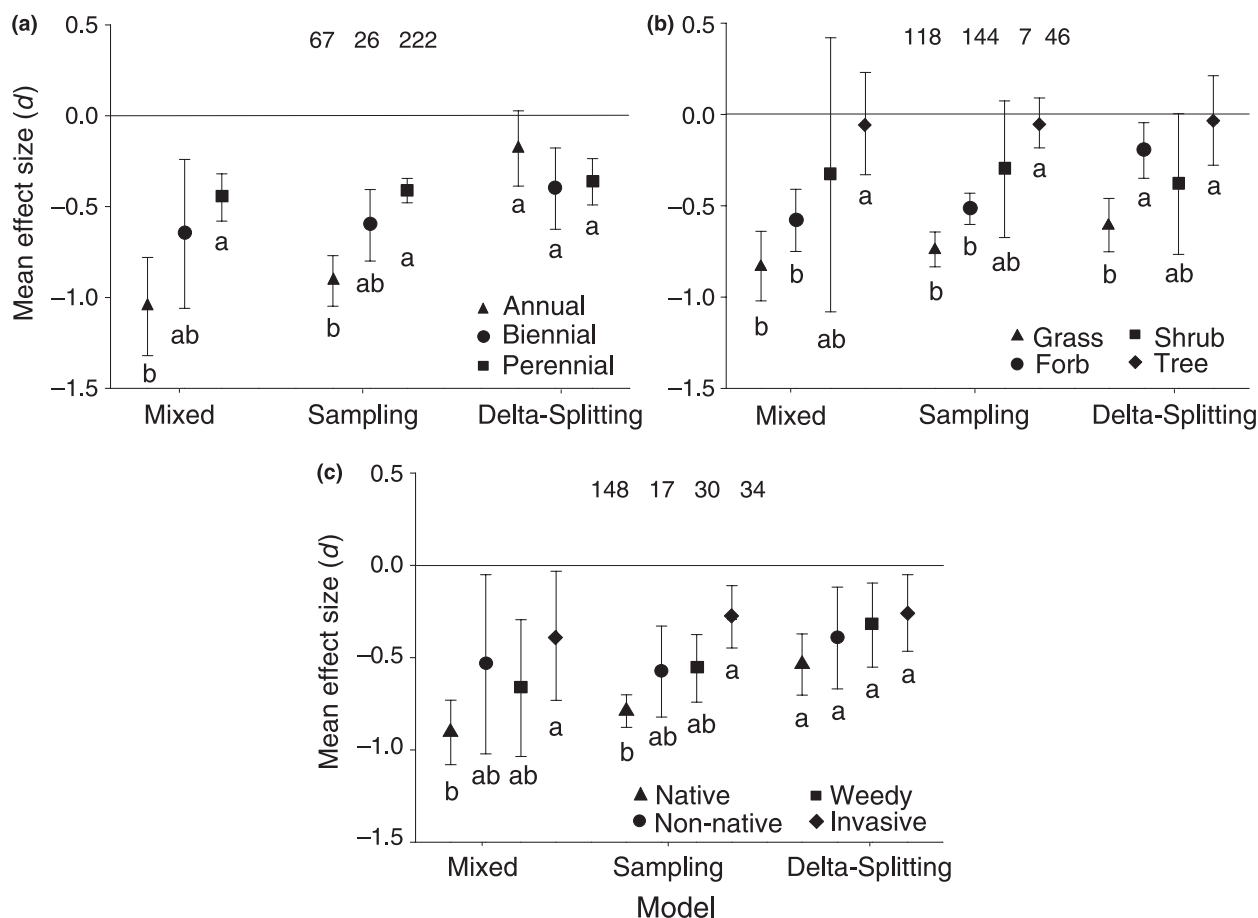 (a)
67 26 222
0.5
0.0
−0.5
−1.0
−1.5
Mean effect size (d)
a
ab
b
a
ab
b
a
a
a
Annual
Biennial
Perennial
Mixed Sampling Delta-Splitting
(b)
118 144 7 46
0.5
0.0
−0.5
−1.0
−1.5
b
b
ab
a
b
b
ab
a
b
a
ab
a
Grass Shrub
Forb Tree
Mixed Sampling Delta-Splitting
(c)
148 17 30 34
0.5
0.0
−0.5
−1.0
−1.5
Mean effect size (d)
b
ab
ab
a
b
ab
ab
a
a
a
a
a
Native Weedy
Non-native Invasive
Mixed Sampling Delta-Splitting
Model